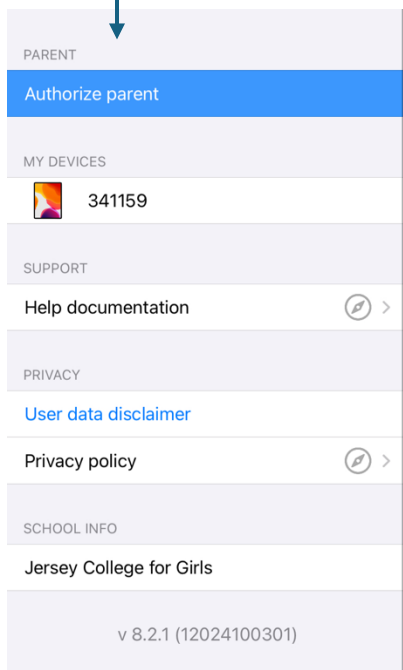 PARENT
Authorize parent
MY DEVICES
341159
SUPPORT
Help documentation
PRIVACY
User data disclaimer
Privacy policy
SCHOOL INFO
Jersey College for Girls
v 8.2.1 (12024100301)